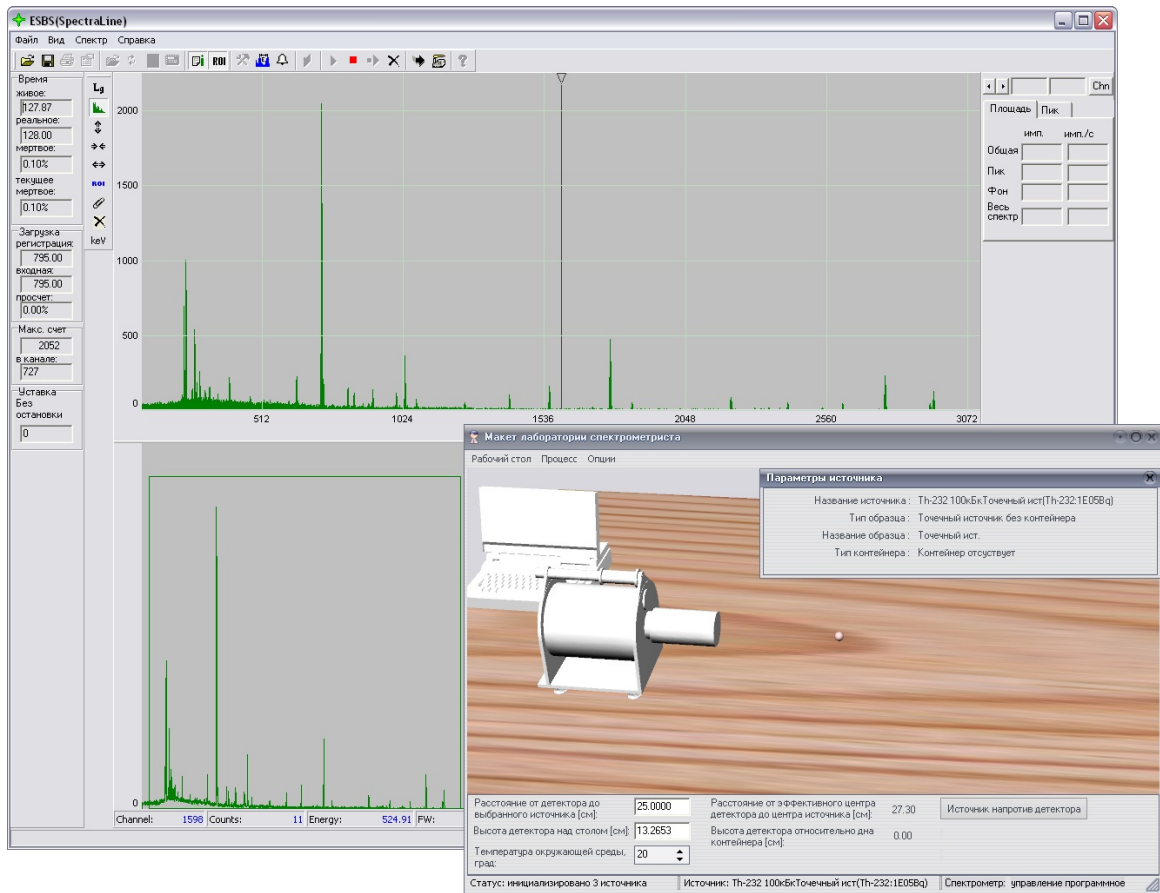 ESBS(SpectraLine)
Файл Вид Спектр Справка
ROI
Время
живое:
127.87
реальное:
128.00
мертвое:
0.10%
текущее
мертвое:
0.10%
Загрузка
регистрация:
795.00
входная:
795.00
просчет:
0.00%
Макс. счет
2052
в канале:
727
Уставка
Без
остановки
0
Lg
ROI
keV
2000
1500
1000
500
0
512 1024 1536 2048 2560 3072
Chn
Площадь Пик
имп. имп./с
Общая
Пик
Фон
Весь
спектр
0
Channel: 1598 Counts: 11 Energy: 524.91 FW:
Макет лаборатории спектрометриста
Рабочий стол Процесс Опции
Параметры источника
Название источника : Th-232 100кБкТочечный ист(Th-232:1E05Bq)
Тип образца : Точечный источник без контейнера
Название образца : Точечный ист.
Тип контейнера : Контейнер отсуствует
Расстояние от детектора до
выбранного источника [см]: 25.0000
Расстояние от эффективного центра
детектора до центра источника [см]: 27.30
Источник напротив детектора
Высота детектора над столом [см]: 13.2653
Высота детектора относительно дна
контейнера [см]: 0.00
Температура окружающей среды,
град: 20
Статус: инициализировано 3 источника Источник: Th-232 100кБкТочечный ист(Th-232:1E05Bq) Спектрометр: управление программное